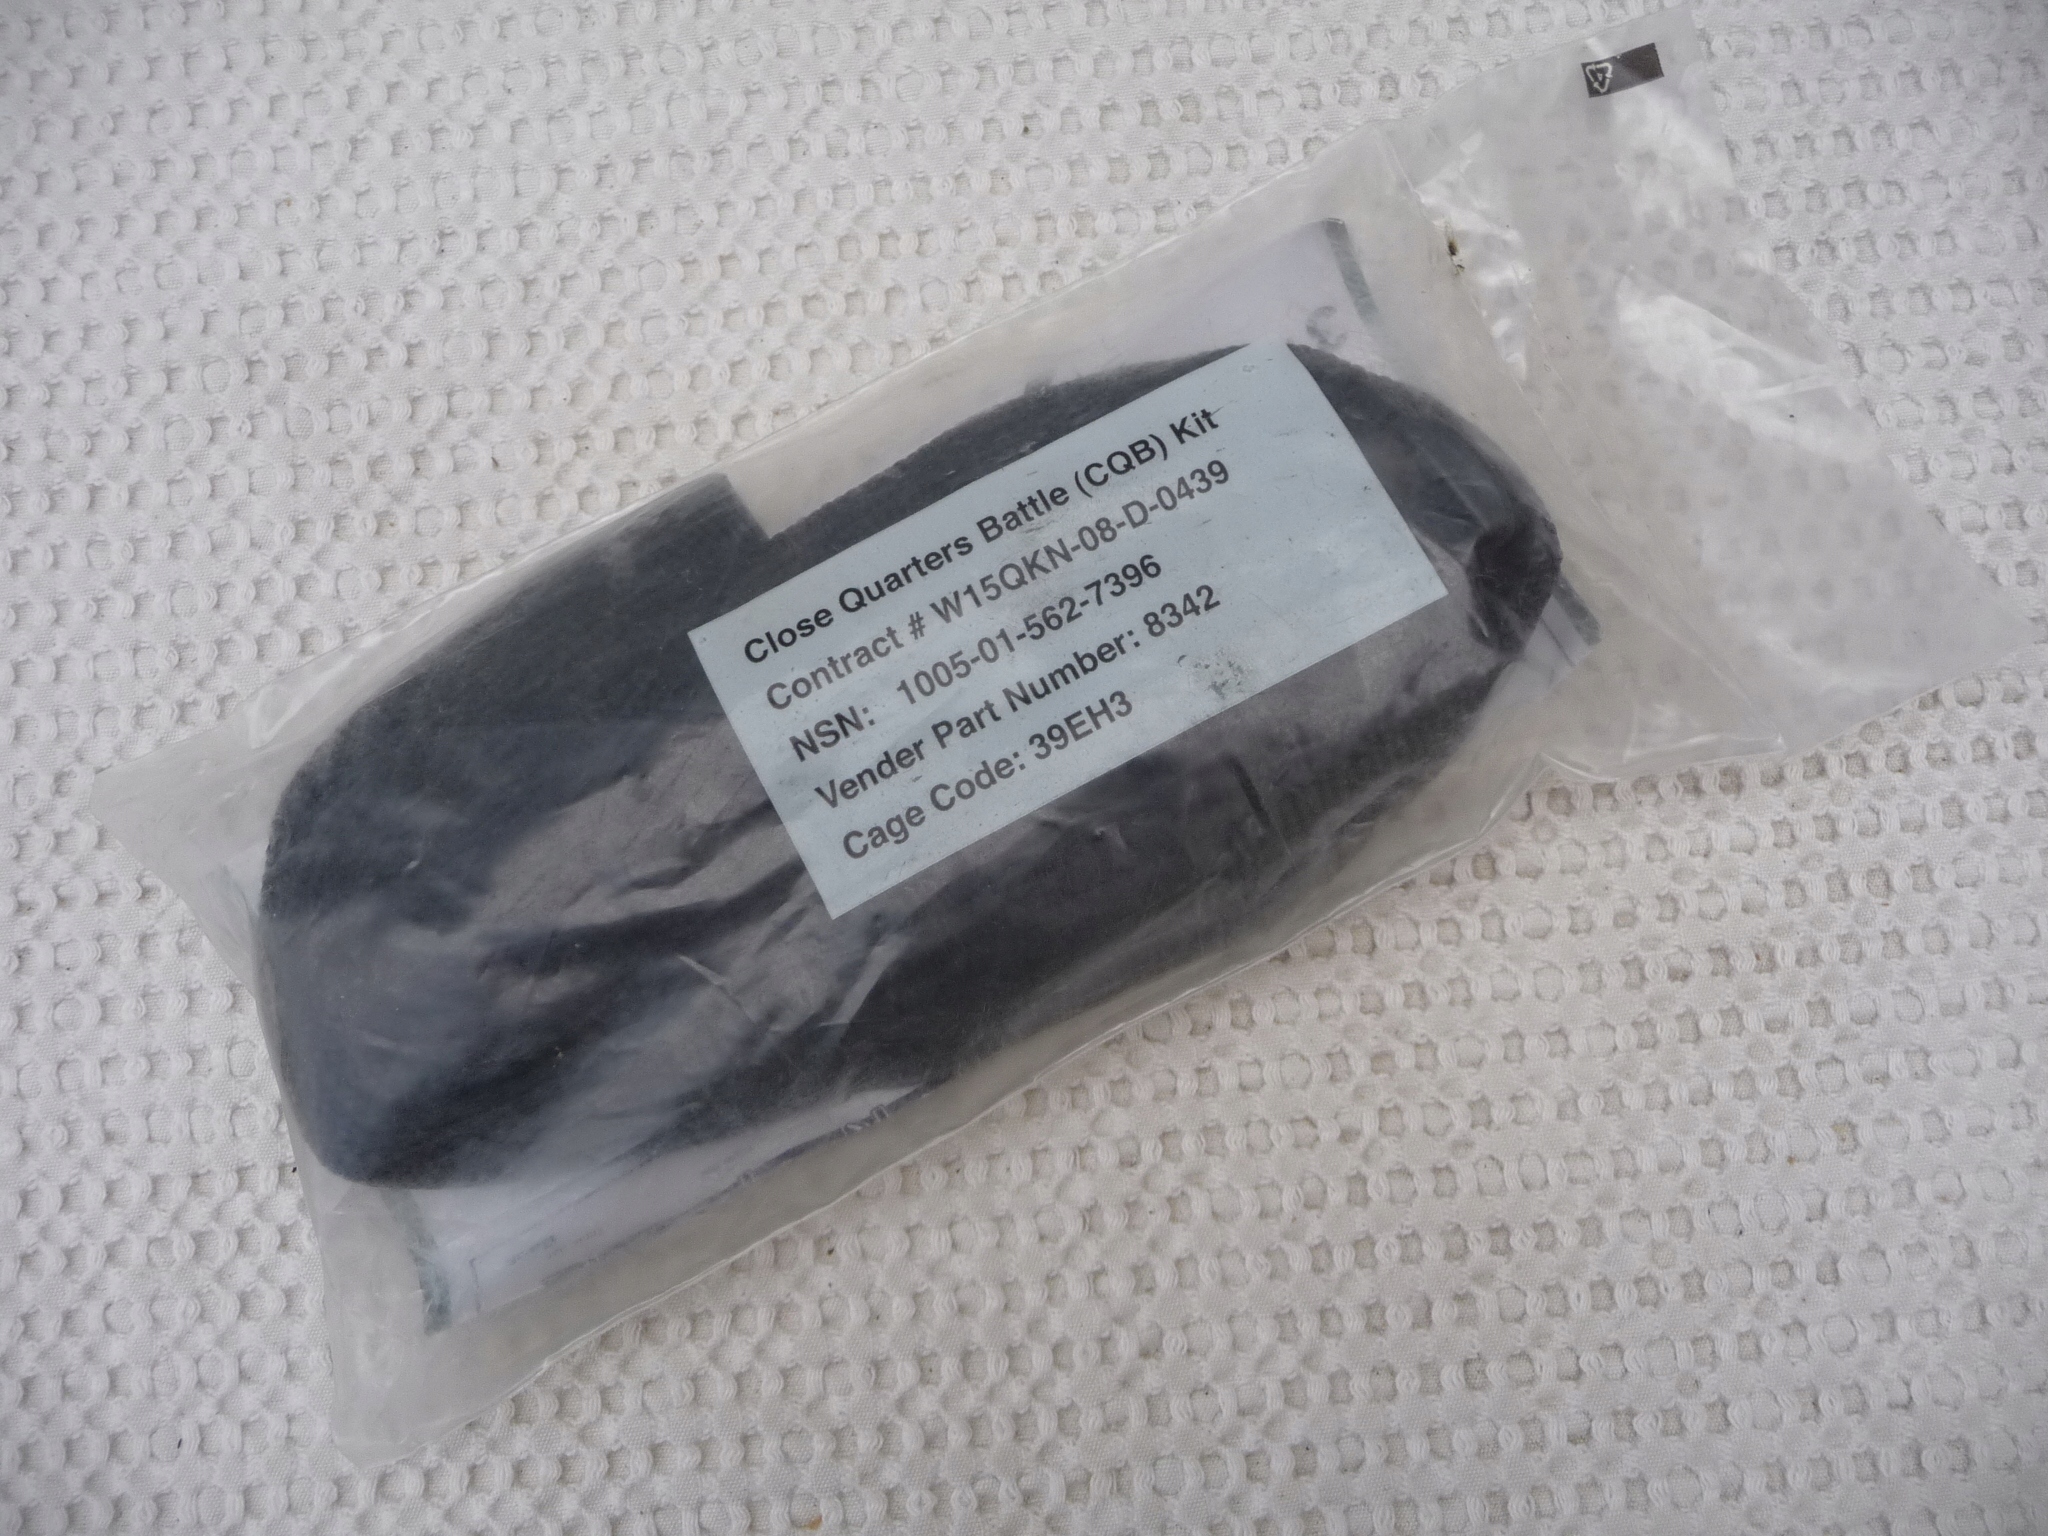 Close Quarters Battle (CQB) Kit
Contract # W15QKN-08-D-0439
NSN: 1005-01-562-7396
Vender Part Number: 8342
Cage Code: 39EH3